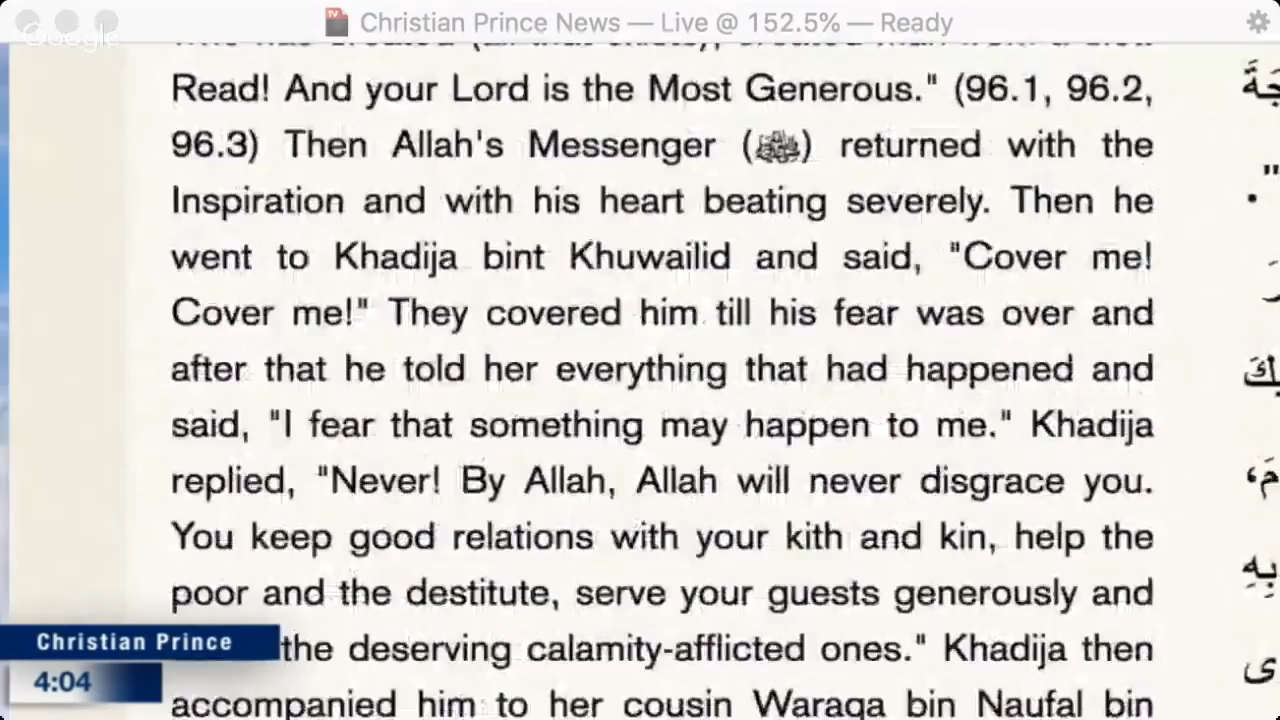 Christian Prince News — Live @ 152.5% — Ready
Google
Read! And your Lord is the Most Generous." (96.1, 96.2,
96.3) Then Allah's Messenger (ﷺ) returned with the
Inspiration and with his heart beating severely. Then he
went to Khadija bint Khuwailid and said, "Cover me!
Cover me!" They covered him till his fear was over and
after that he told her everything that had happened and
said, "I fear that something may happen to me." Khadija
replied, "Never! By Allah, Allah will never disgrace you.
You keep good relations with your kith and kin, help the
poor and the destitute, serve your guests generously and
the deserving calamity-afflicted ones." Khadija then
accompanied him to her cousin Waraqa bin Naufal bin
Christian Prince
4:04